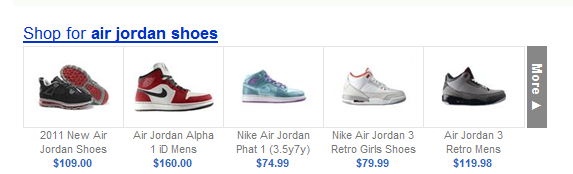 Shop for air jordan shoes
2011 New Air
Jordan Shoes
$109.00
Air Jordan Alpha
1 iD Mens
$160.00
Nike Air Jordan
Phat 1 (3.5y7y)
$74.99
Nike Air Jordan 3
Retro Girls Shoes
$79.99
Air Jordan 3
Retro Mens
$119.98
More ▲